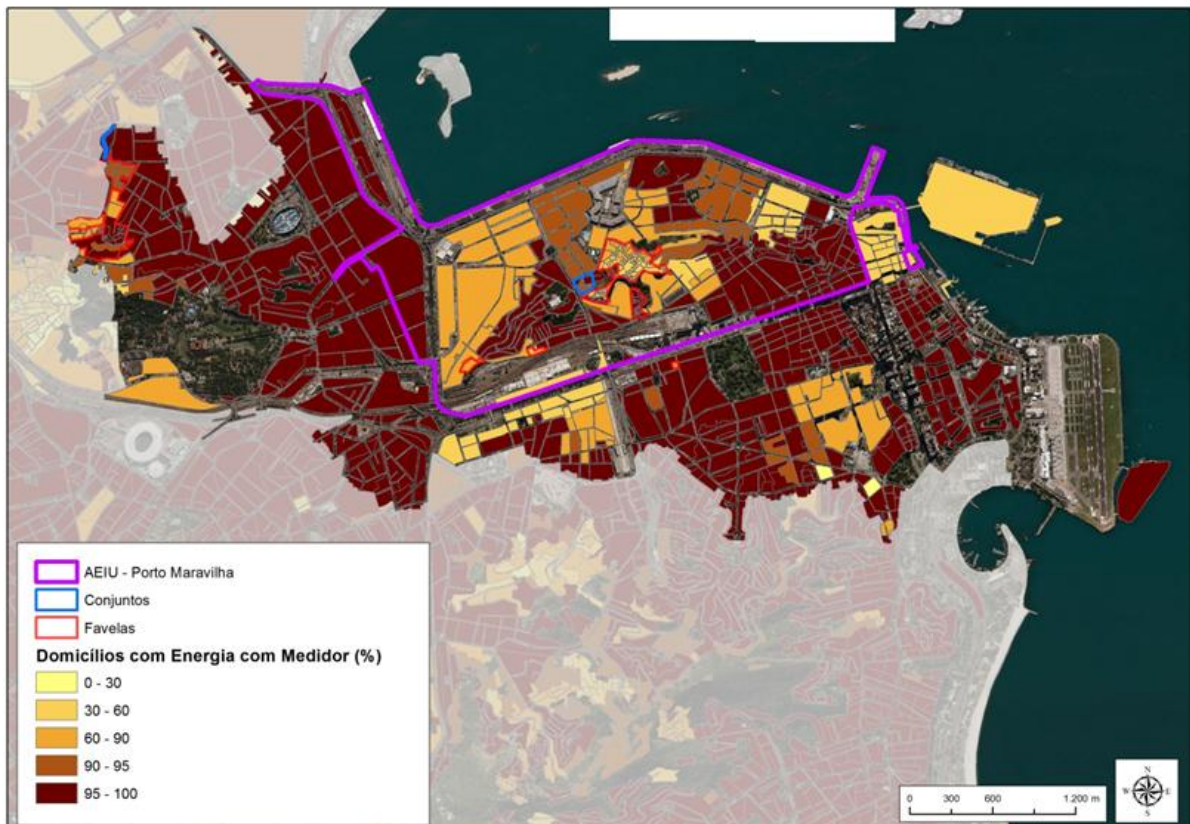 AEIU - Porto Maravilha
Conjuntos
Favelas
Domicílios com Energia com Medidor (%)
0 - 30
30 - 60
60 - 90
90 - 95
95 - 100
0 300 600 1.200 m
N
W E
S